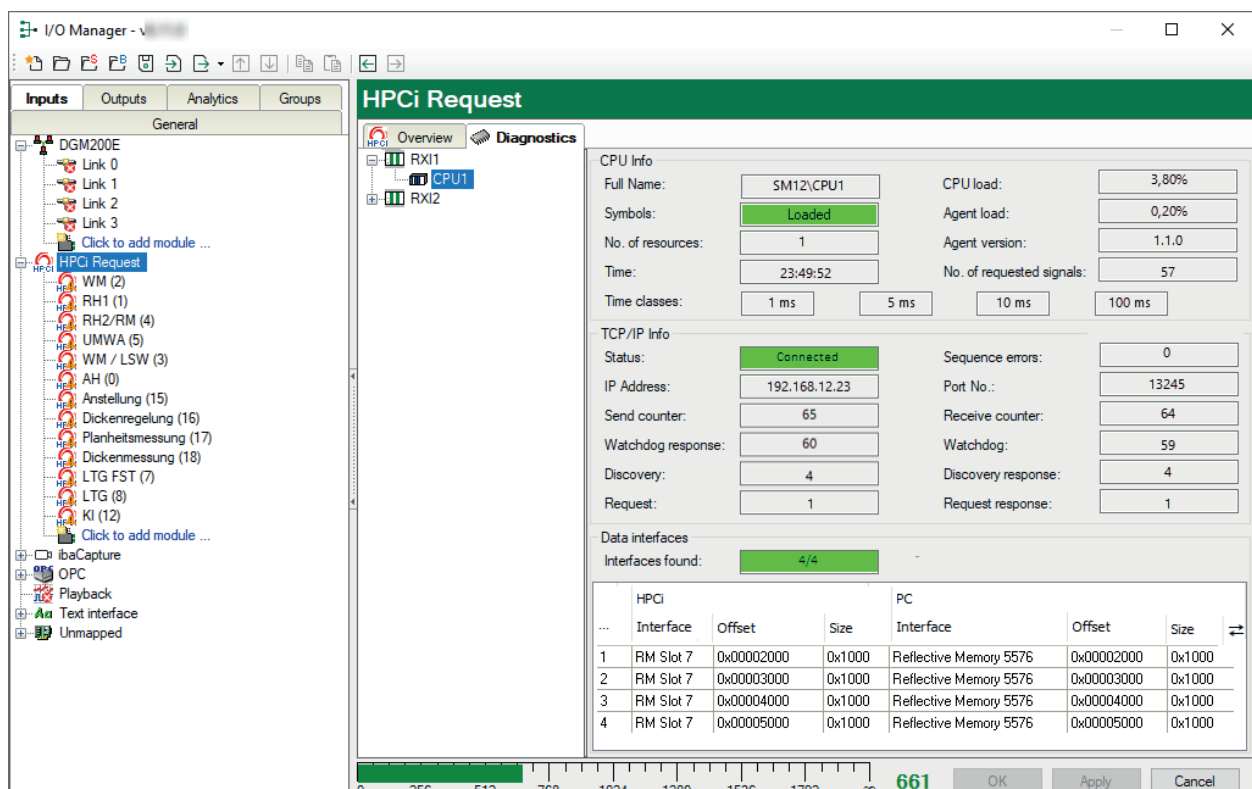 I/O Manager - v
Inputs Outputs Analytics Groups
General
DGM200E
Link 0
Link 1
Link 2
Link 3
Click to add module ...
HPCi Request
WM (2)
RH1 (1)
RH2/RM (4)
UMWA (5)
WM / LSW (3)
AH (0)
Anstellung (15)
Dickenregelung (16)
Planheitsmessung (17)
Dickenmessung (18)
LTG FST (7)
LTG (8)
KI (12)
Click to add module ...
ibaCapture
OPC
Playback
Text interface
Unmapped
HPCi Request
Overview Diagnostics
RXI1
CPU1
RXI2
CPU Info
Full Name: SM12\CPU1 CPU load: 3,80%
Symbols: Loaded Agent load: 0,20%
No. of resources: 1 Agent version: 1.1.0
Time: 23:49:52 No. of requested signals: 57
Time classes: 1 ms 5 ms 10 ms 100 ms
TCP/IP Info
Status: Connected Sequence errors: 0
IP Address: 192.168.12.23 Port No.: 13245
Send counter: 65 Receive counter: 64
Watchdog response: 60 Watchdog: 59
Discovery: 4 Discovery response: 4
Request: 1 Request response: 1
Data interfaces
Interfaces found: 4/4 -
HPCi PC
... Interface Offset Size Interface Offset Size
1 RM Slot 7 0x00002000 0x1000 Reflective Memory 5576 0x00002000 0x1000
2 RM Slot 7 0x00003000 0x1000 Reflective Memory 5576 0x00003000 0x1000
3 RM Slot 7 0x00004000 0x1000 Reflective Memory 5576 0x00004000 0x1000
4 RM Slot 7 0x00005000 0x1000 Reflective Memory 5576 0x00005000 0x1000
0 256 512 768 1024 1280 1536 1792 ∞ 661 OK Apply Cancel